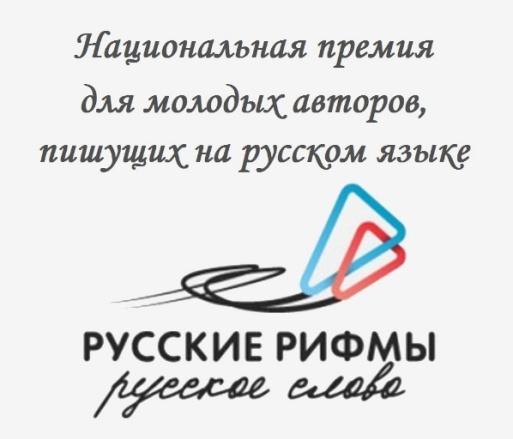 Национальная премия
для молодых авторов,
пишущих на русском языке
РУССКИЕ РИФМЫ
русское слово